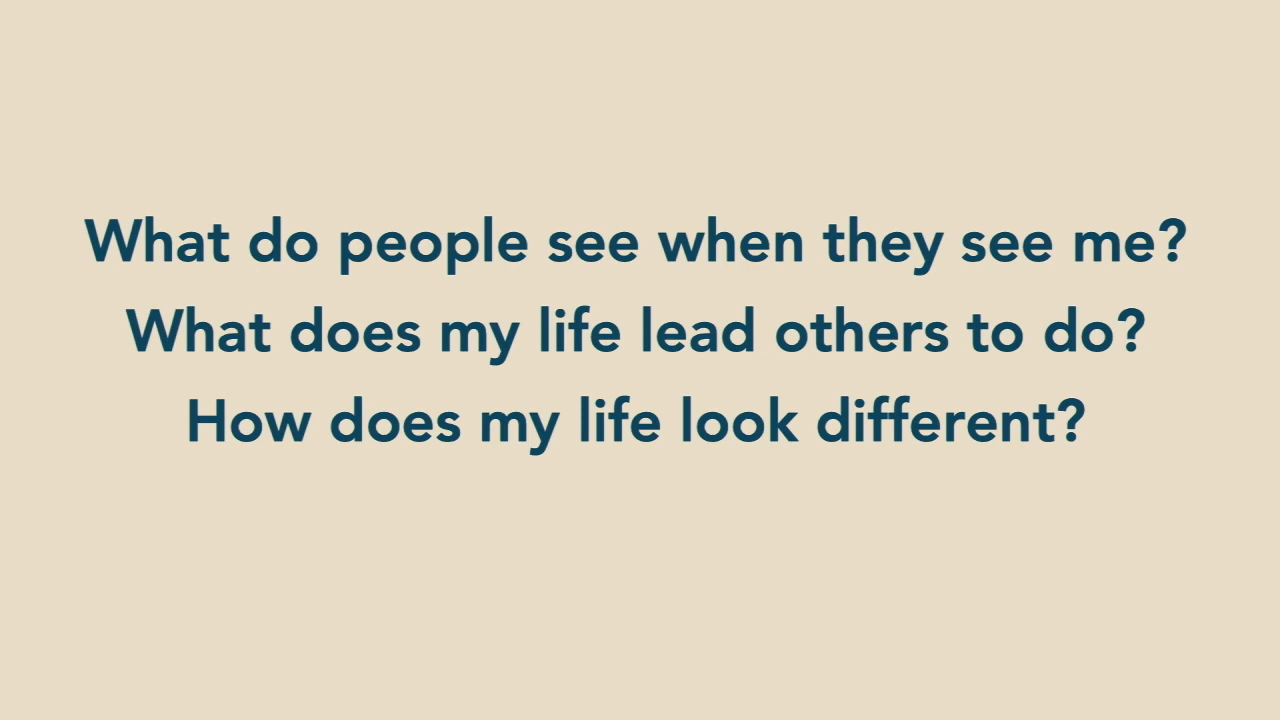 What do people see when they see me?
What does my life lead others to do?
How does my life look different?